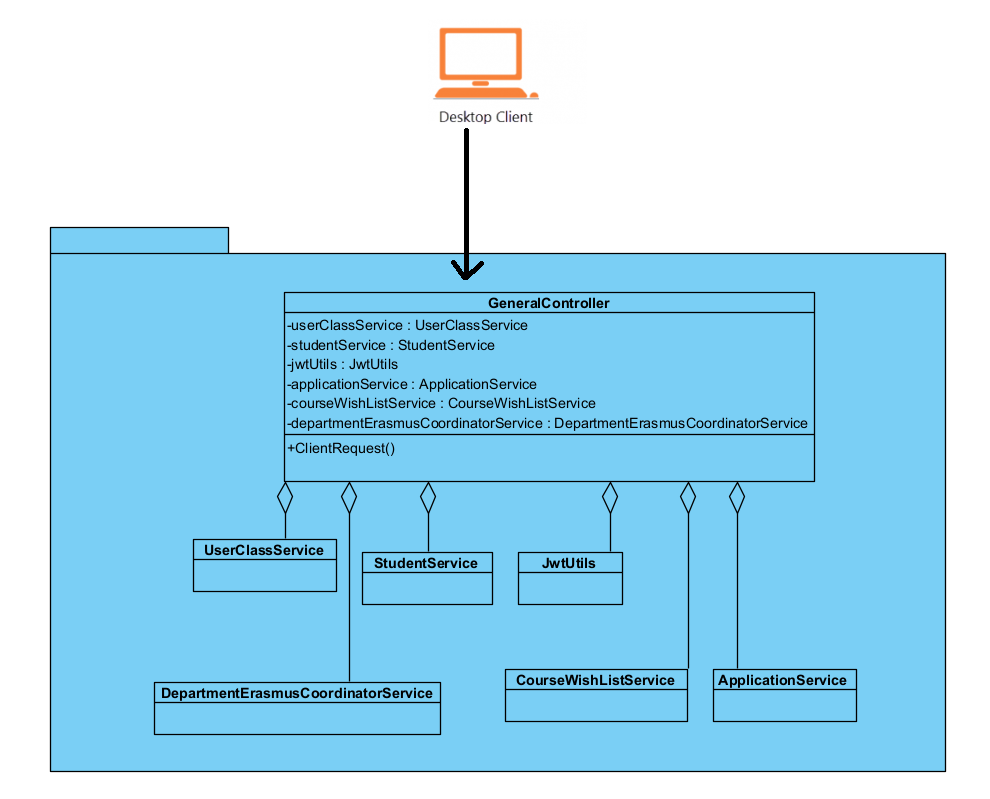 Desktop Client
GeneralController
-userClassService : UserClassService
-studentService : StudentService
-jwtUtils : JwtUtils
-applicationService : ApplicationService
-courseWishListService : CourseWishListService
-departmentErasmusCoordinatorService : DepartmentErasmusCoordinatorService
+ClientRequest()
UserClassService
StudentService
JwtUtils
DepartmentErasmusCoordinatorService
CourseWishListService
ApplicationService